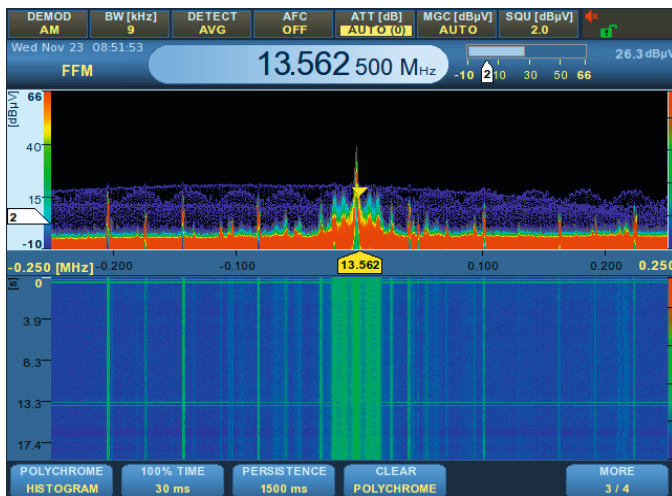 DEMOD BW [kHz] DETECT AFC ATT [dB] MGC [dBµV] SQU [dBµV]
AM 9 AVG OFF AUTO (0) AUTO 2.0
Wed Nov 23 08:51:53
FFM
13.562 500 MHz
26.3 dBµV
-10 2 10 30 50 66
[dBµV]
66
40
15
2
-10
-0.250 [MHz] -0.200 -0.100 13.562 0.100 0.200 0.250
[s]
0
3.9
8.3
13.3
17.4
POLYCHROME 100% TIME PERSISTENCE CLEAR MORE
HISTOGRAM 30 ms 1500 ms POLYCHROME 3 / 4